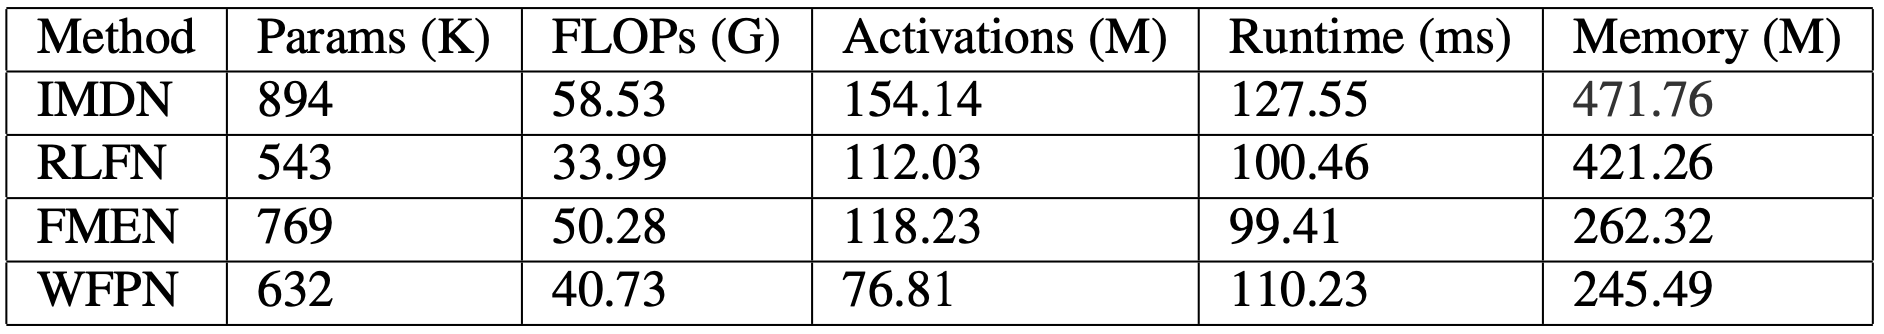 Method Params (K) FLOPs (G) Activations (M) Runtime (ms) Memory (M)
IMDN 894 58.53 154.14 127.55 471.76
RLFN 543 33.99 112.03 100.46 421.26
FMEN 769 50.28 118.23 99.41 262.32
WFPN 632 40.73 76.81 110.23 245.49